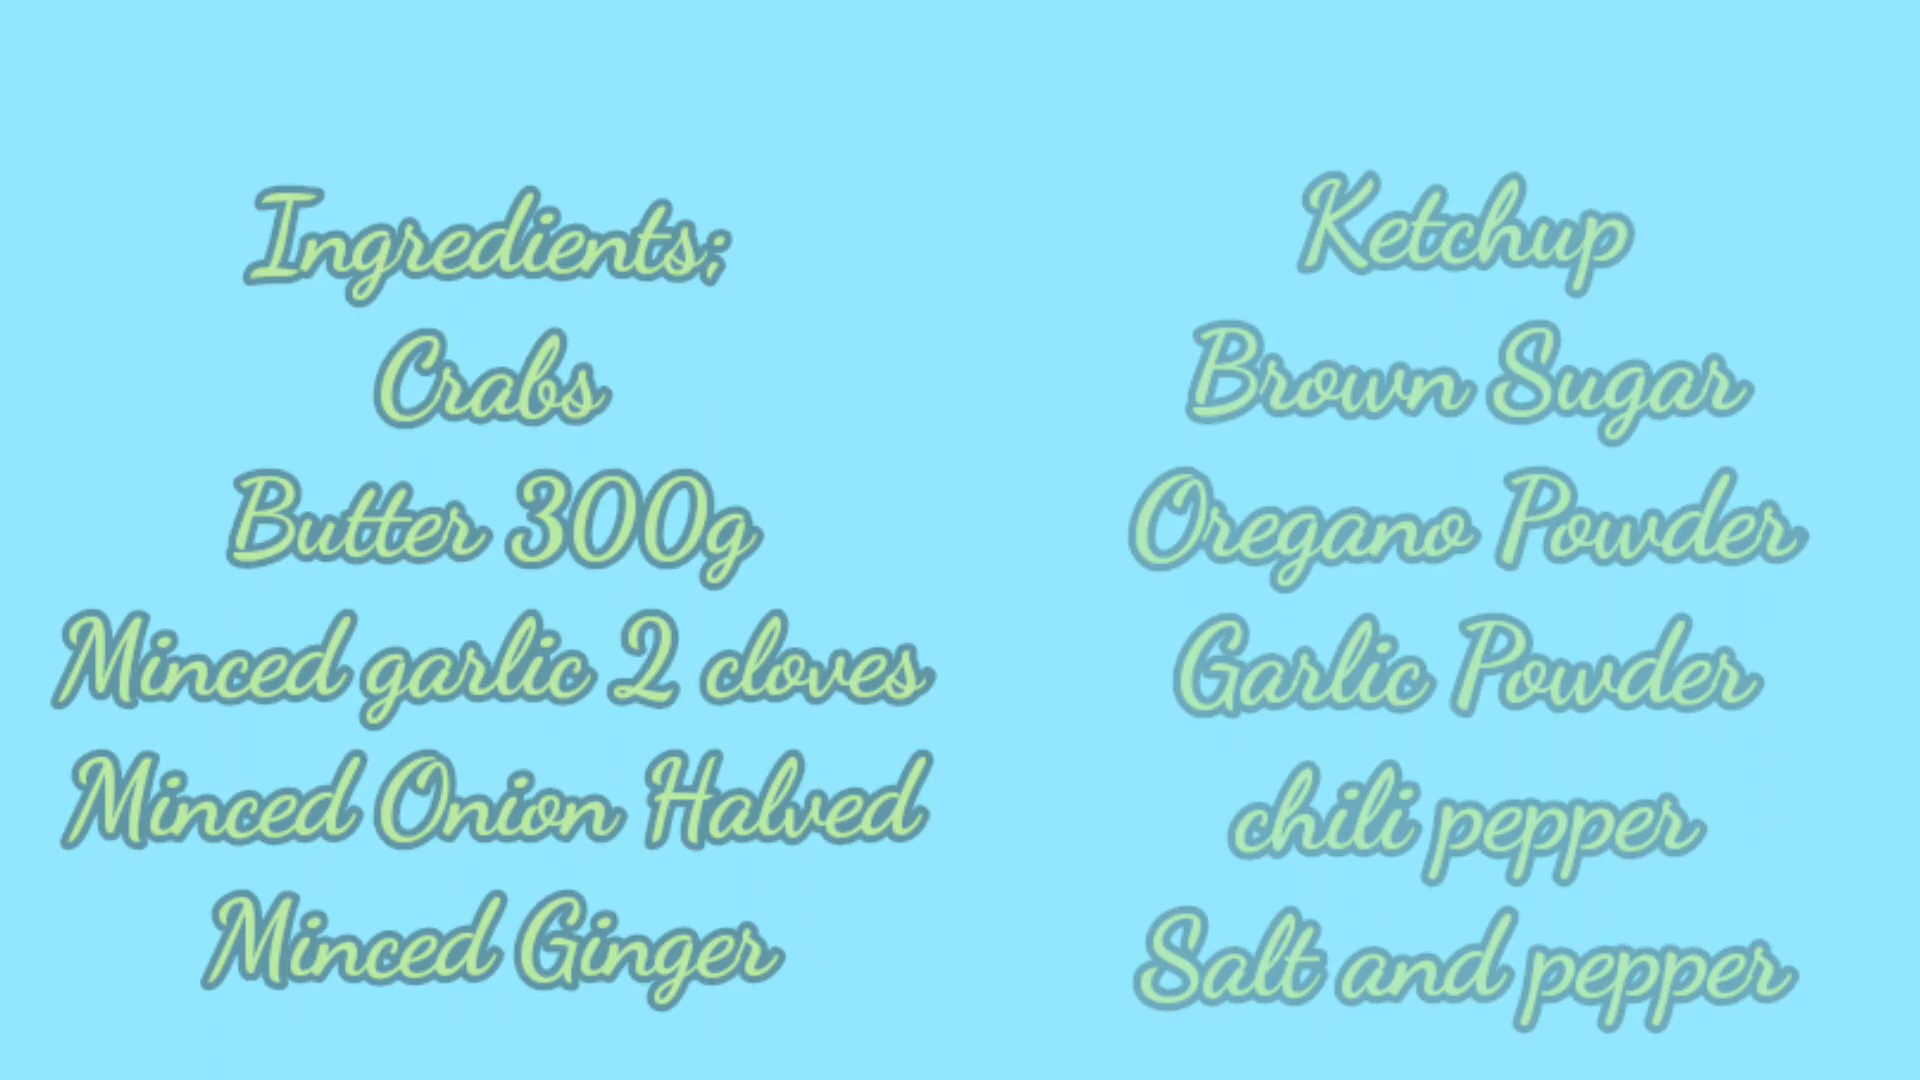 Ingredients;
Crabs
Butter 300g
Minced garlic 2 cloves
Minced Onion Halved
Minced Ginger
Ketchup
Brown Sugar
Oregano Powder
Garlic Powder
chili pepper
Salt and pepper